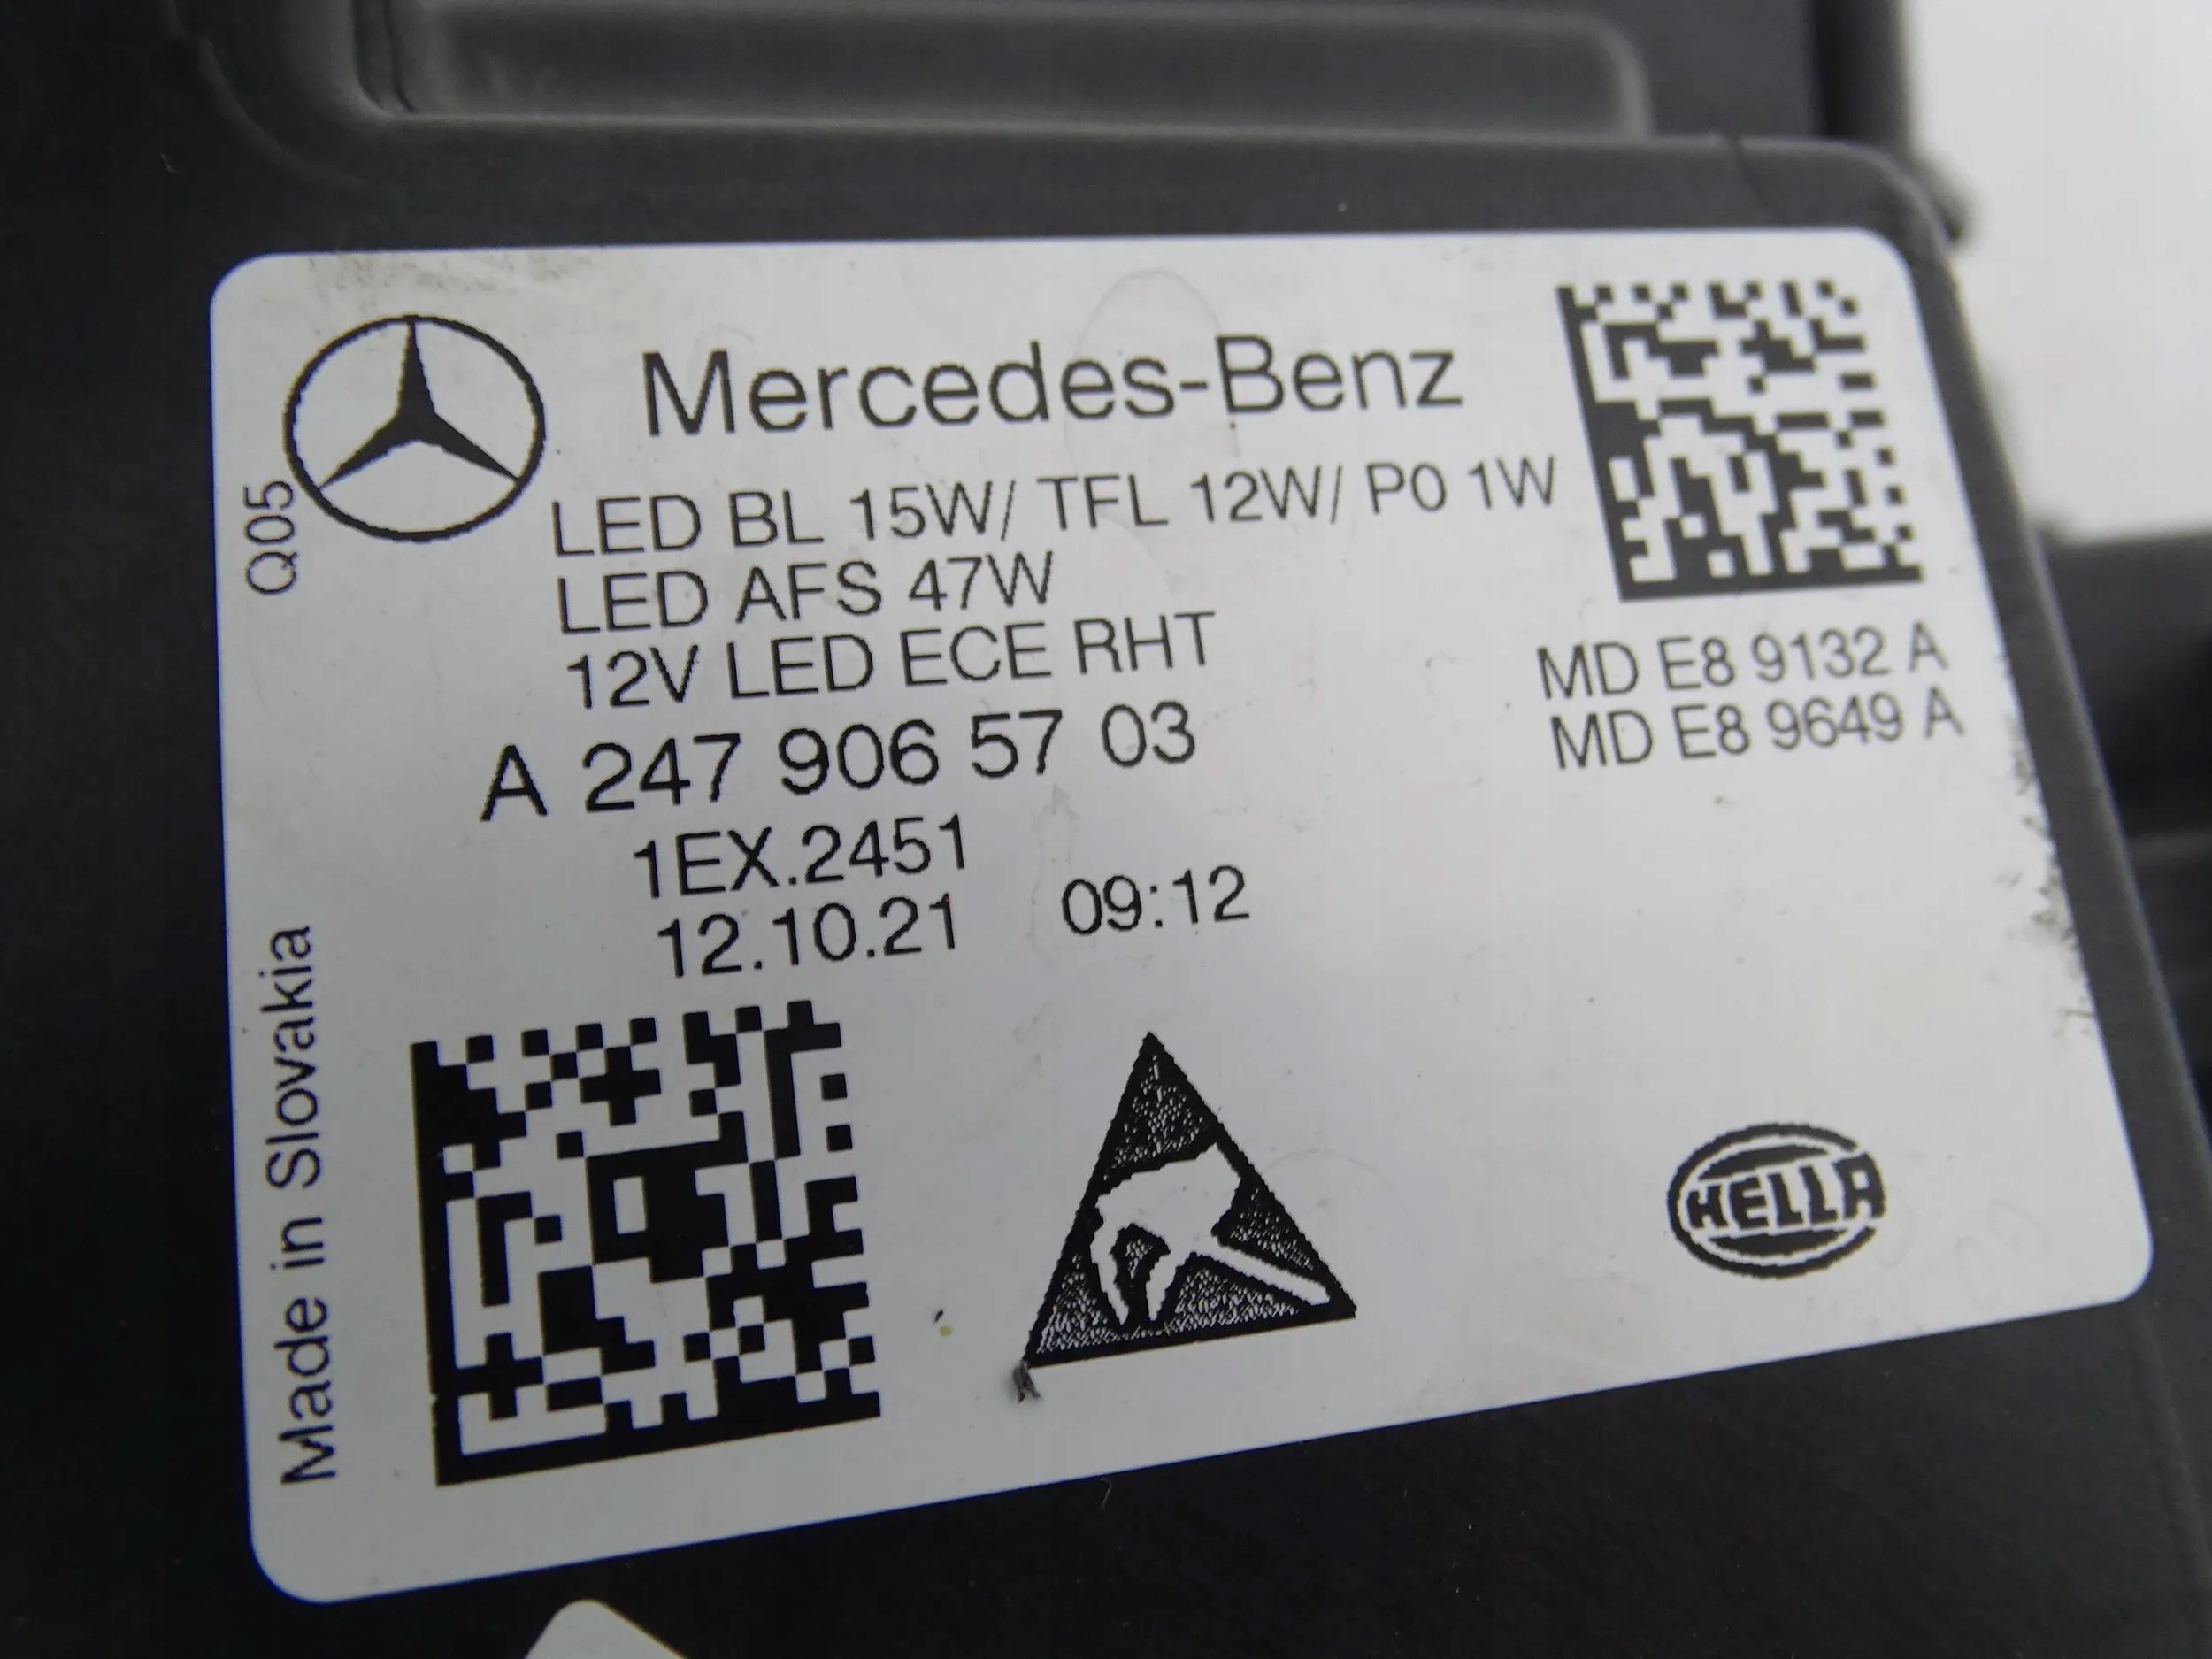 Mercedes-Benz
LED BL 15W/ TFL 12W/ PO 1W
LED AFS 47W
12V LED ECE RHT
A 247 906 57 03
1EX.2451
12.10.21 09:12
MD E8 9132 A
MD E8 9649 A
Q05
Made in Slovakia
HELLA